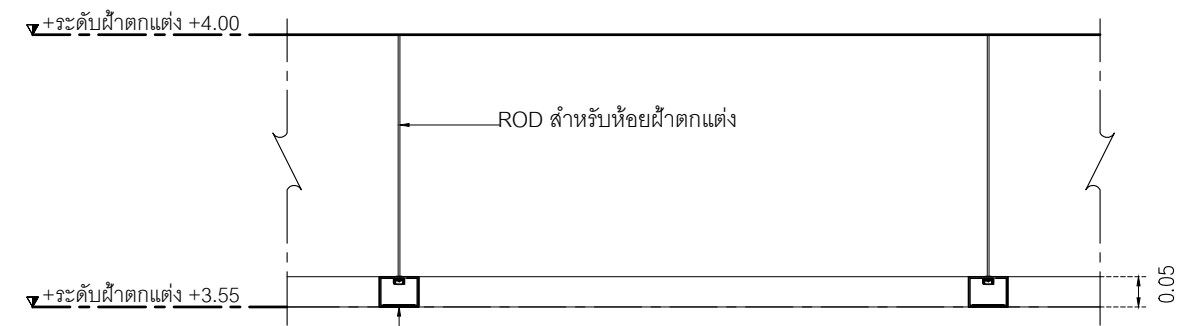 +ระดับฝ้าตกแต่ง +4.00
ROD สำหรับห้อยฝ้าตกแต่ง
+ระดับฝ้าตกแต่ง +3.55
0.05